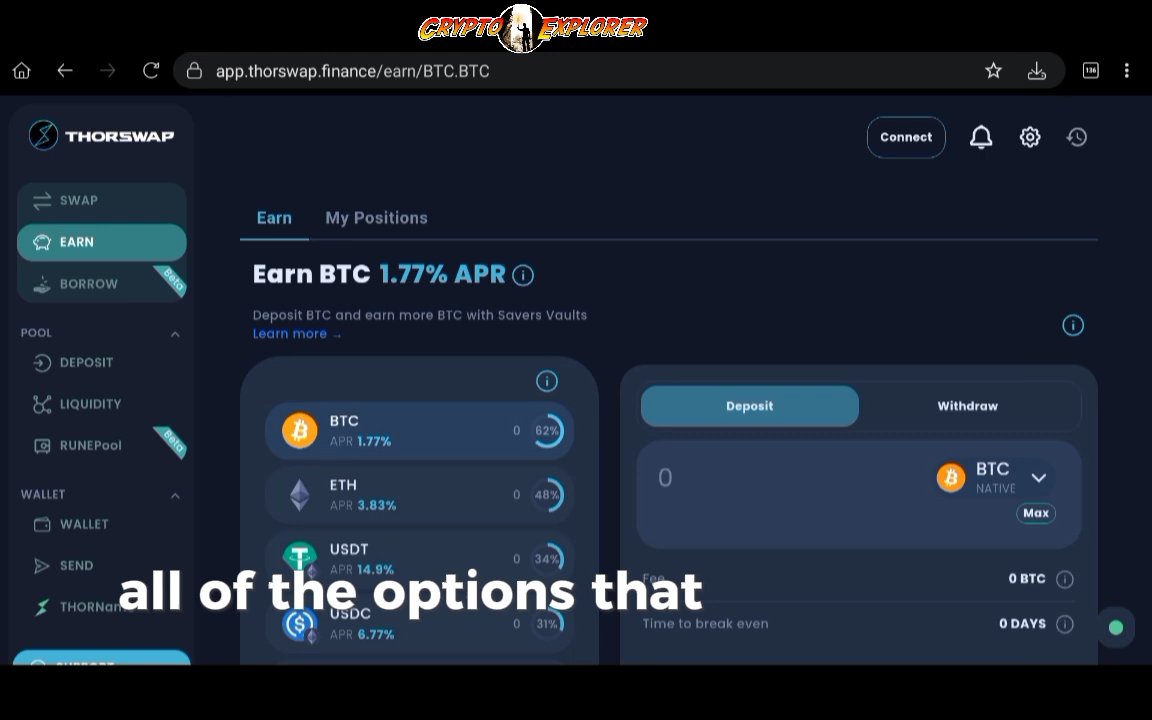 CRYPTO EXPLORER
app.thorswap.finance/earn/BTC.BTC
136
THORSWAP
Connect
SWAP
EARN
BORROW
Beta
POOL
DEPOSIT
LIQUIDITY
RUNEPool
Beta
WALLET
WALLET
SEND
THORName
SUPPORT
Earn
My Positions
Earn BTC 1.77% APR
Deposit BTC and earn more BTC with Savers Vaults
Learn more →
BTC
APR 1.77%
0
62%
ETH
APR 3.83%
0
48%
USDT
APR 14.9%
0
34%
USDC
APR 6.77%
0
31%
Deposit
Withdraw
0
BTC
NATIVE
Max
Fee
0 BTC
Time to break even
0 DAYS
all of the options that